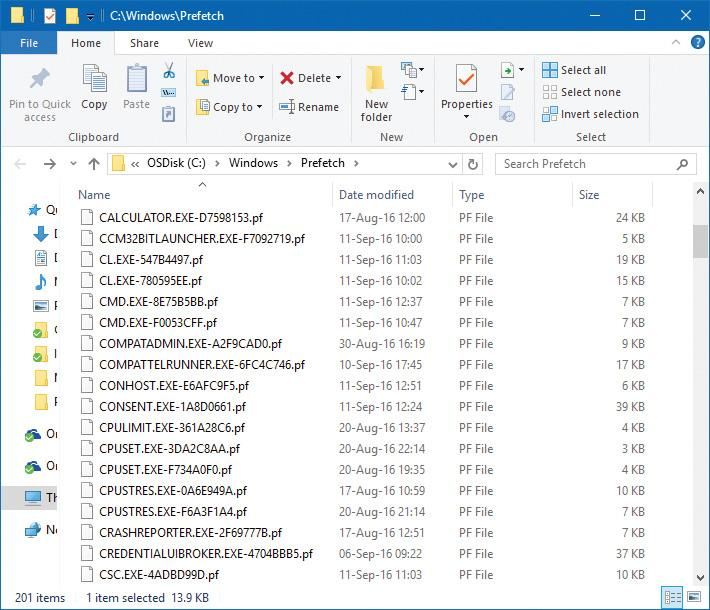 C:\Windows\Prefetch
File Home Share View
Pin to Quick access
Copy
Paste
Move to
Copy to
Delete
Rename
New folder
Properties
Select all
Select none
Invert selection
Clipboard Organize New Open Select
« OSDisk (C:) > Windows > Prefetch > Search Prefetch
Name Date modified Type Size
CALCULATOR.EXE-D7598153.pf 17-Aug-16 12:00 PF File 24 KB
CCM32BITLAUNCHER.EXE-F7092719.pf 11-Sep-16 10:00 PF File 5 KB
CL.EXE-547B4497.pf 11-Sep-16 11:03 PF File 19 KB
CL.EXE-780595EE.pf 11-Sep-16 10:02 PF File 15 KB
CMD.EXE-8E75B5BB.pf 11-Sep-16 12:37 PF File 7 KB
CMD.EXE-F0053CFF.pf 11-Sep-16 10:47 PF File 7 KB
COMPATADMIN.EXE-A2F9CAD0.pf 30-Aug-16 16:19 PF File 9 KB
COMPATTELRUNNER.EXE-6FC4C746.pf 10-Sep-16 17:45 PF File 17 KB
CONHOST.EXE-E6AFC9F5.pf 11-Sep-16 12:51 PF File 6 KB
CONSENT.EXE-1A8D0661.pf 11-Sep-16 12:24 PF File 39 KB
CPULIMIT.EXE-361A28C6.pf 20-Aug-16 13:37 PF File 4 KB
CPUSET.EXE-3DA2C8AA.pf 20-Aug-16 22:14 PF File 3 KB
CPUSET.EXE-F734A0F0.pf 20-Aug-16 19:35 PF File 4 KB
CPUSTRES.EXE-0A6E949A.pf 17-Aug-16 10:59 PF File 10 KB
CPUSTRES.EXE-F6A3F1A4.pf 20-Aug-16 21:14 PF File 7 KB
CRASHREPORTER.EXE-2F69777B.pf 17-Aug-16 12:51 PF File 7 KB
CREDENTIALUIBROKER.EXE-4704BBB5.pf 06-Sep-16 09:22 PF File 37 KB
CSC.EXE-4ADBD99D.pf 11-Sep-16 11:03 PF File 10 KB
201 items 1 item selected 13.9 KB